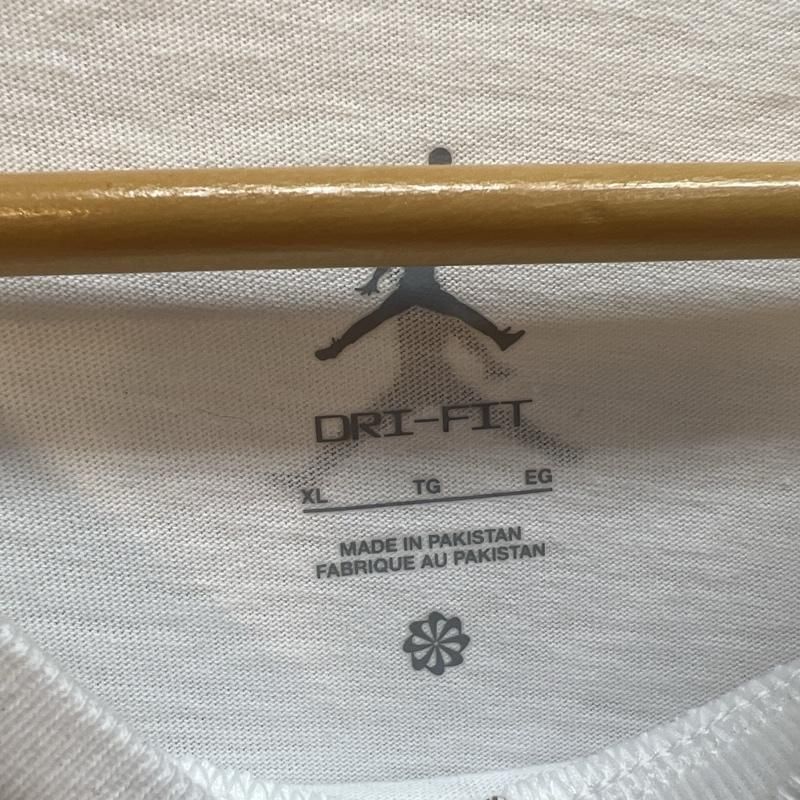 DRI-FIT
XL TG EG
MADE IN PAKISTAN
FABRIQUE AU PAKISTAN